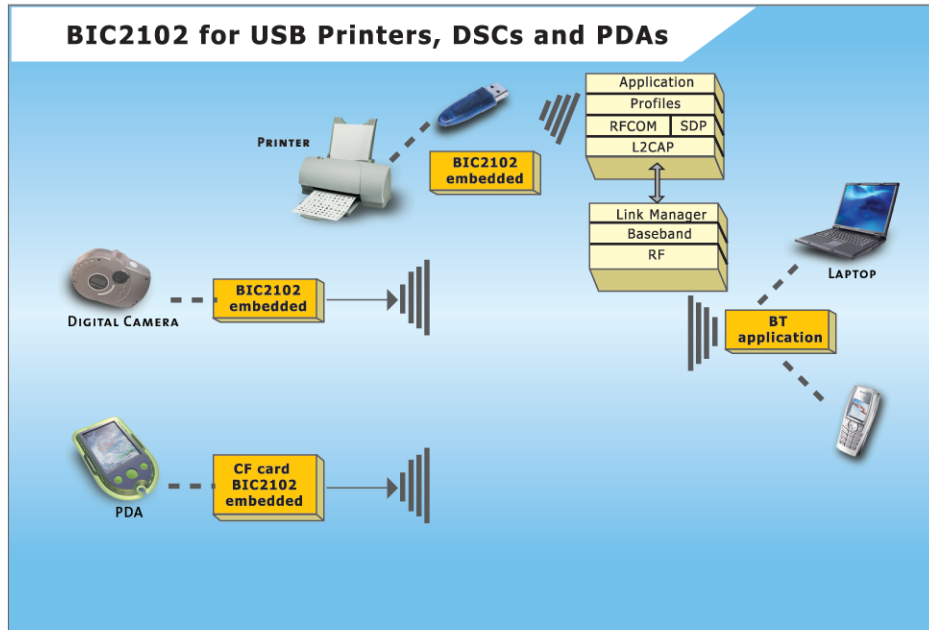 BIC2102 for USB Printers, DSCs and PDAs
Application
Profiles
RFCOM SDP
L2CAP
PRINTER
BIC2102
embedded
Link Manager
Baseband
RF
LAPTOP
BIC2102
embedded
DIGITAL CAMERA
BT
application
CF card
BIC2102
embedded
PDA